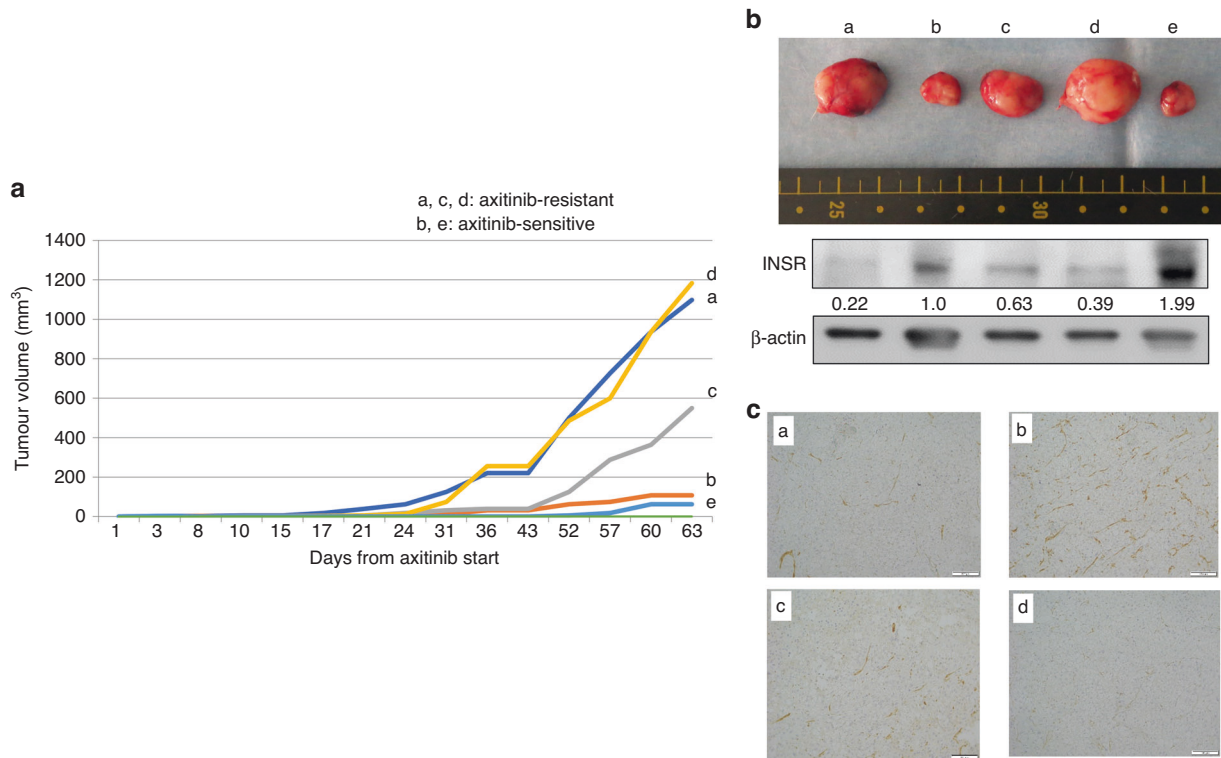 a
a, c, d: axitinib-resistant
b, e: axitinib-sensitive
1400
1200
1000
800
600
400
200
0
Tumour volume (mm3)
d
a
c
b
e
1 3 8 10 15 17 21 24 31 36 43 52 57 60 63
Days from axitinib start
b
a b c d e
25 30
INSR
0.22 1.0 0.63 0.39 1.99
β-actin
c
a
b
c
d